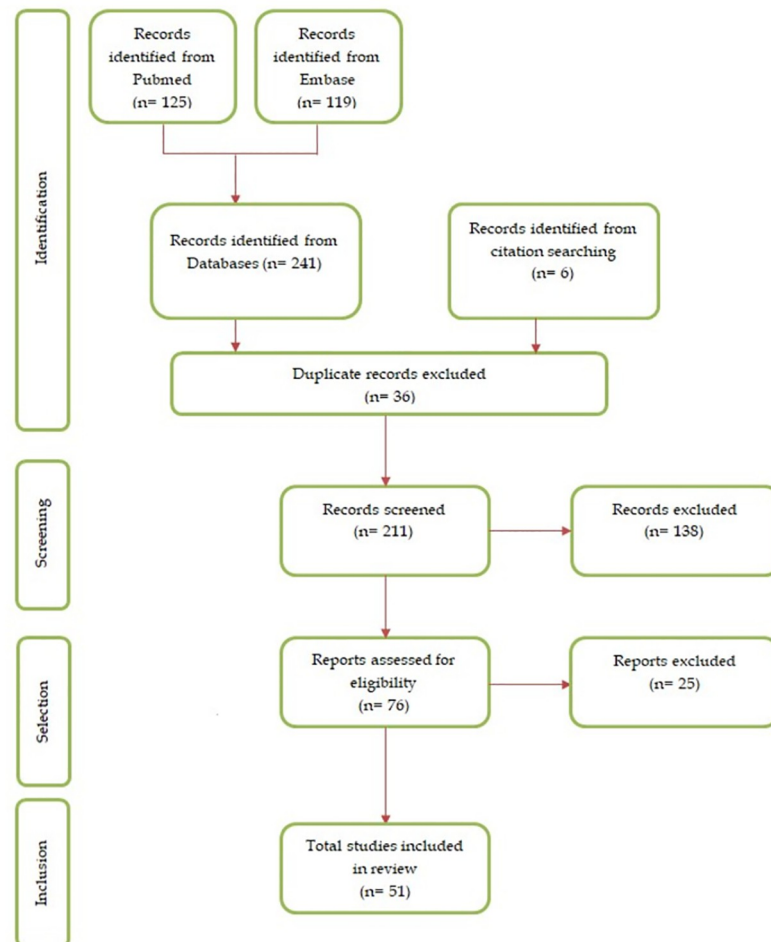 Identification
Records
identified from
Pubmed
(n= 125)
Records
identified from
Embase
(n= 119)
Records identified from
Databases (n= 241)
Records identified from
citation searching
(n= 6)
Duplicate records excluded
(n= 36)
Screening
Records screened
(n= 211)
Records excluded
(n= 138)
Selection
Reports assessed for
eligibility
(n= 76)
Reports excluded
(n= 25)
Inclusion
Total studies included
in review
(n= 51)